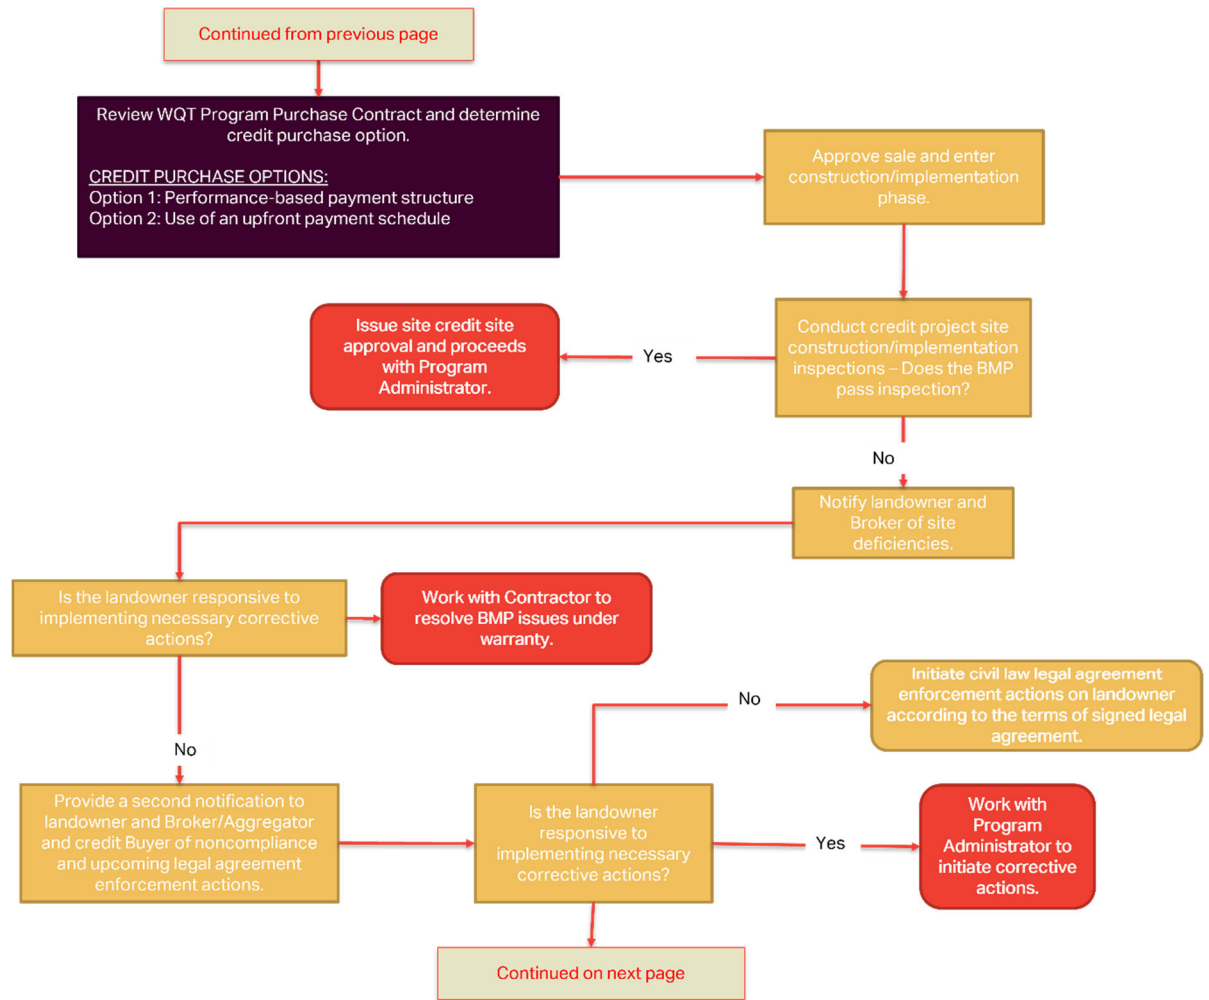 Continued from previous page
Review WQT Program Purchase Contract and determine
credit purchase option.
CREDIT PURCHASE OPTIONS:
Option 1: Performance-based payment structure
Option 2: Use of an upfront payment schedule
Approve sale and enter
construction/implementation
phase.
Conduct credit project site
construction/implementation
inspections – Does the BMP
pass inspection?
Yes
Issue site credit site
approval and proceeds
with Program
Administrator.
No
Notify landowner and
Broker of site
deficiencies.
Is the landowner responsive to
implementing necessary corrective
actions?
Work with Contractor to
resolve BMP issues under
warranty.
No
Provide a second notification to
landowner and Broker/Aggregator
and credit Buyer of noncompliance
and upcoming legal agreement
enforcement actions.
Is the landowner
responsive to
implementing necessary
corrective actions?
No
Initiate civil law legal agreement
enforcement actions on landowner
according to the terms of signed legal
agreement.
Yes
Work with
Program
Administrator to
initiate corrective
actions.
Continued on next page